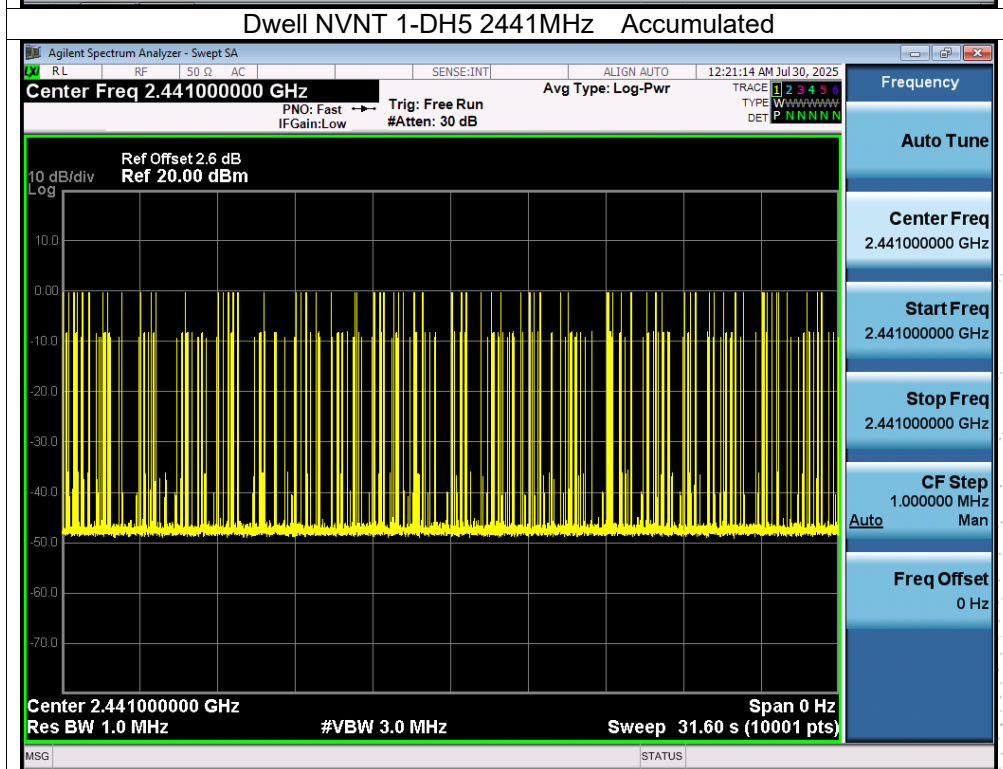 Dwell NVNT 1-DH5 2441MHz Accumulated
Agilent Spectrum Analyzer - Swept SA
LXI RL RF 50 Ω AC SENSE:INT ALIGN AUTO 12:21:14 AM Jul 30, 2025
Center Freq 2.441000000 GHz
PNO: Fast
IFGain:Low
Trig: Free Run
#Atten: 30 dB
Avg Type: Log-Pwr
TRACE 1 2 3 4 5 6
TYPE WWWWWWW
DET P N N N N N
Frequency
Auto Tune
Center Freq
2.441000000 GHz
Start Freq
2.441000000 GHz
Stop Freq
2.441000000 GHz
CF Step
1.000000 MHz
Auto Man
Freq Offset
0 Hz
Ref Offset 2.6 dB
10 dB/div Ref 20.00 dBm
Log
10.0
0.00
-10.0
-20.0
-30.0
-40.0
-50.0
-60.0
-70.0
Center 2.441000000 GHz Span 0 Hz
Res BW 1.0 MHz #VBW 3.0 MHz Sweep 31.60 s (10001 pts)
MSG STATUS